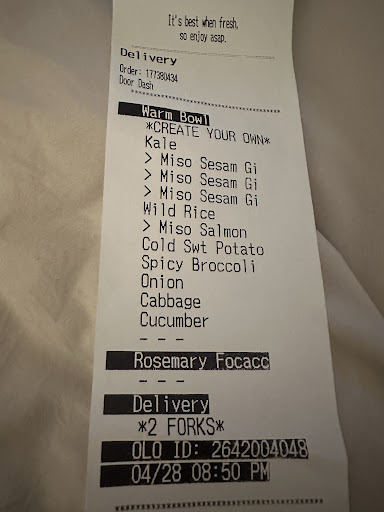 It's best when fresh,
so enjoy asap.
Delivery
Order: 177380434
Door Dash
Warm Bowl
*CREATE YOUR OWN*
Kale
> Miso Sesam Gi
> Miso Sesam Gi
> Miso Sesam Gi
Wild Rice
> Miso Salmon
Cold Swt Potato
Spicy Broccoli
Onion
Cabbage
Cucumber
- - -
Rosemary Focacc
- - -
Delivery
*2 FORKS*
OLO ID: 2642004048
04/28 08:50 PM